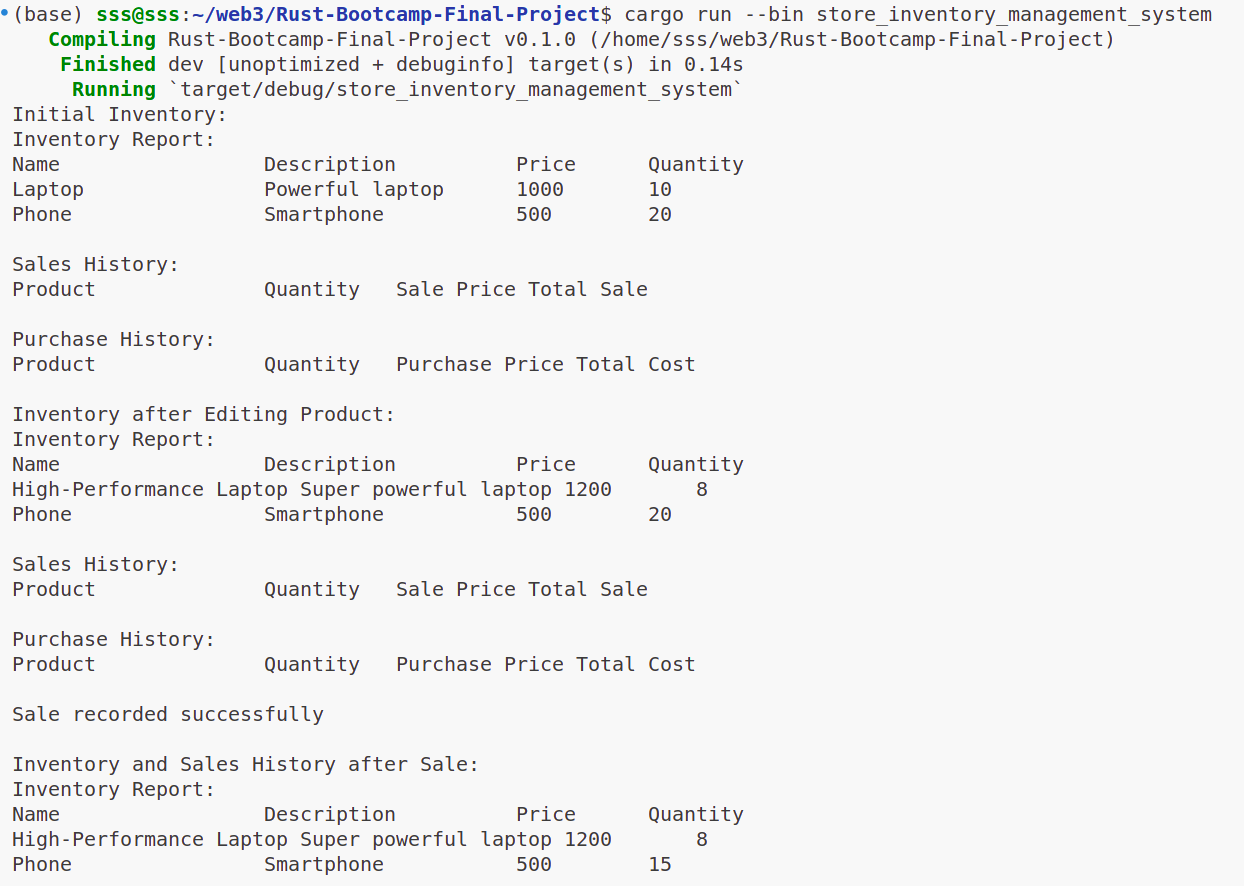 (base) sss@sss:~/web3/Rust-Bootcamp-Final-Project$ cargo run --bin store_inventory_management_system
   Compiling Rust-Bootcamp-Final-Project v0.1.0 (/home/sss/web3/Rust-Bootcamp-Final-Project)
    Finished dev [unoptimized + debuginfo] target(s) in 0.14s
     Running `target/debug/store_inventory_management_system`
Initial Inventory:
Inventory Report:
Name                 Description          Price      Quantity
Laptop               Powerful laptop      1000       10
Phone                Smartphone           500        20

Sales History:
Product              Quantity   Sale Price Total Sale

Purchase History:
Product              Quantity   Purchase Price Total Cost

Inventory after Editing Product:
Inventory Report:
Name                 Description          Price      Quantity
High-Performance Laptop Super powerful laptop 1200       8
Phone                Smartphone           500        20

Sales History:
Product              Quantity   Sale Price Total Sale

Purchase History:
Product              Quantity   Purchase Price Total Cost

Sale recorded successfully

Inventory and Sales History after Sale:
Inventory Report:
Name                 Description          Price      Quantity
High-Performance Laptop Super powerful laptop 1200       8
Phone                Smartphone           500        15